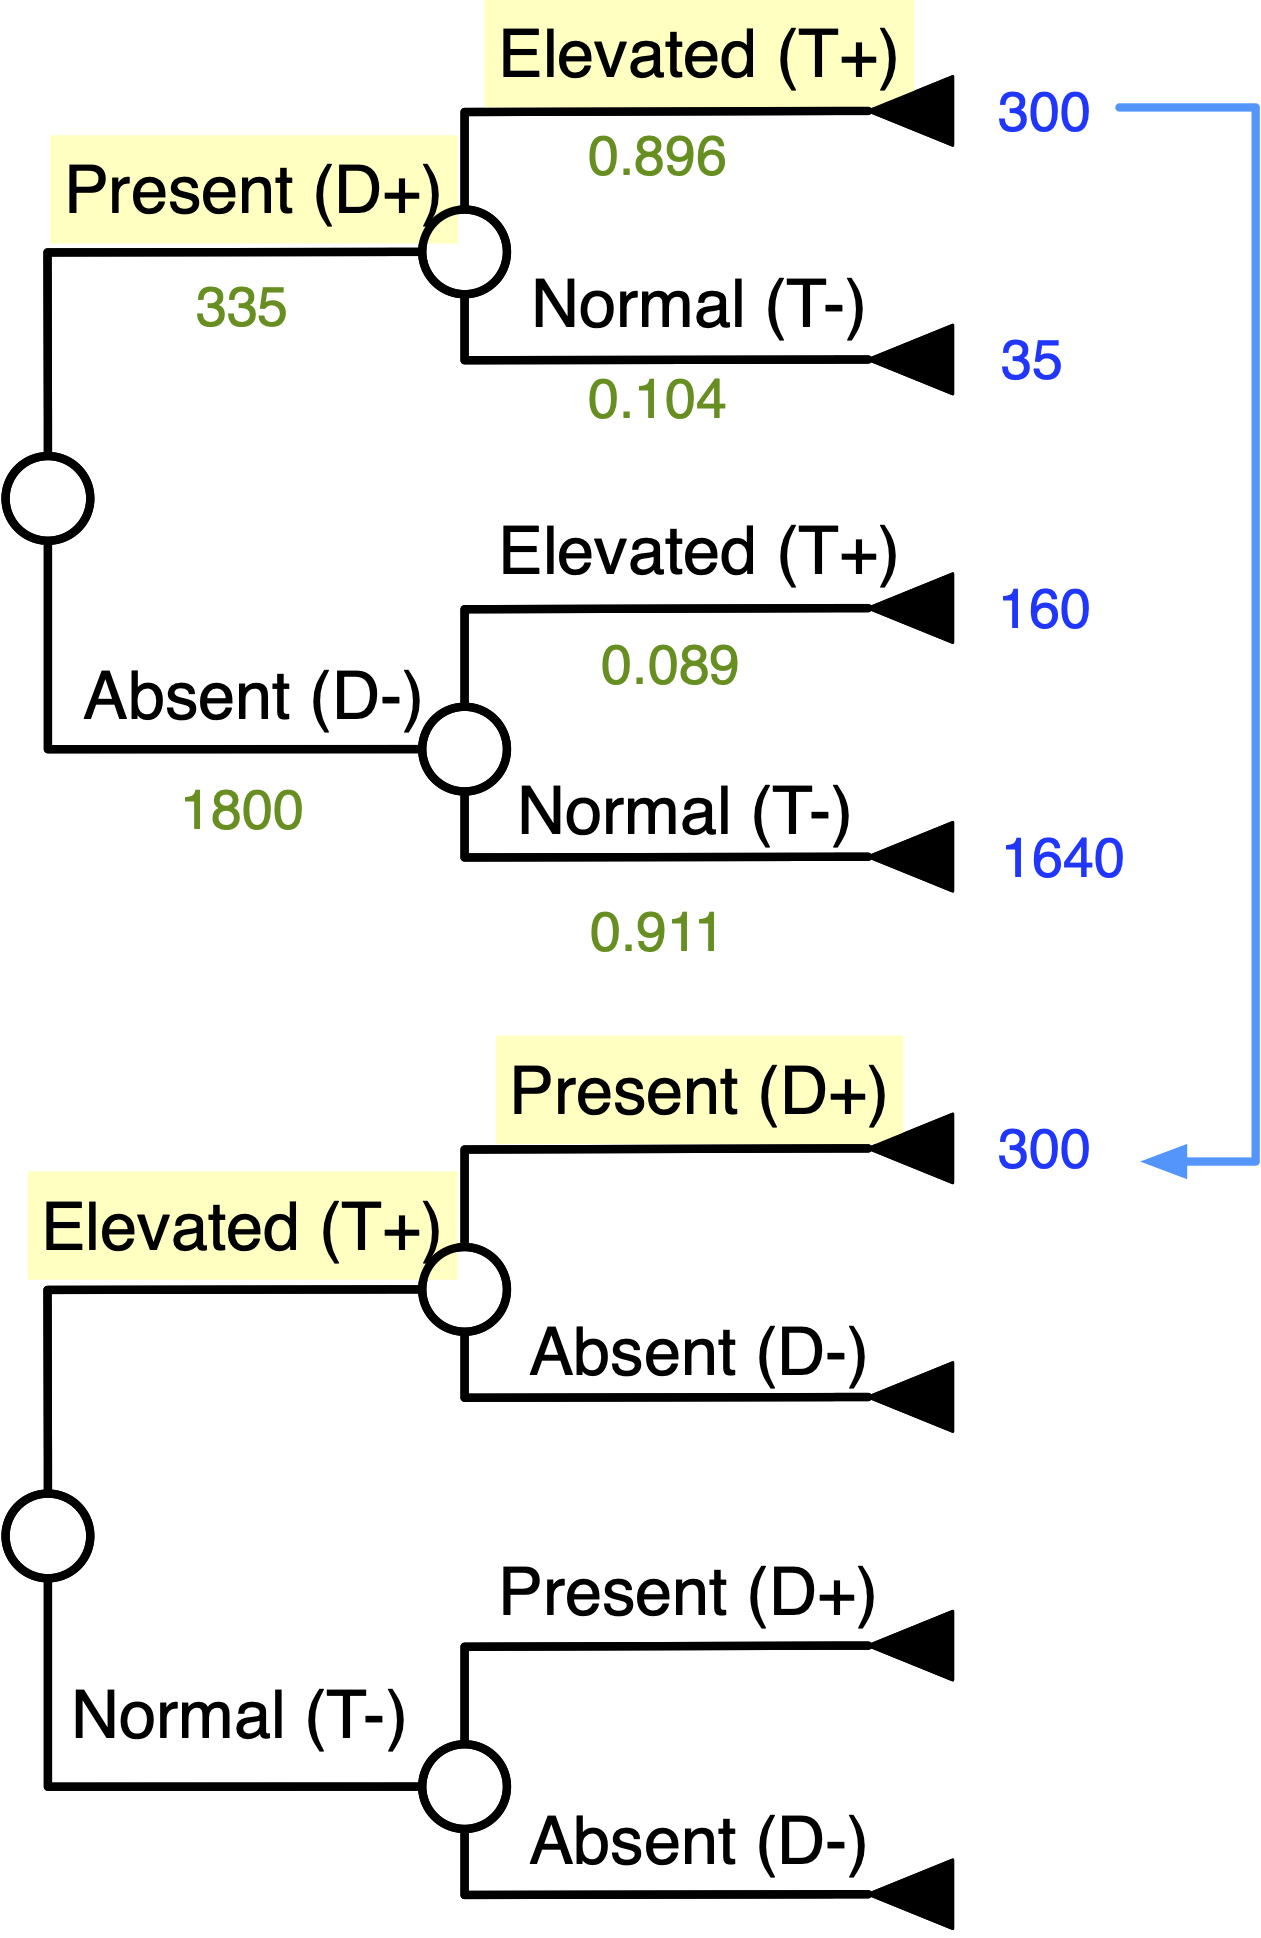 Elevated (T+)
300
0.896
Present (D+)
335
Normal (T-)
35
0.104
Elevated (T+)
160
0.089
Absent (D-)
1800
Normal (T-)
1640
0.911
Present (D+)
300
Elevated (T+)
Absent (D-)
Present (D+)
Normal (T-)
Absent (D-)